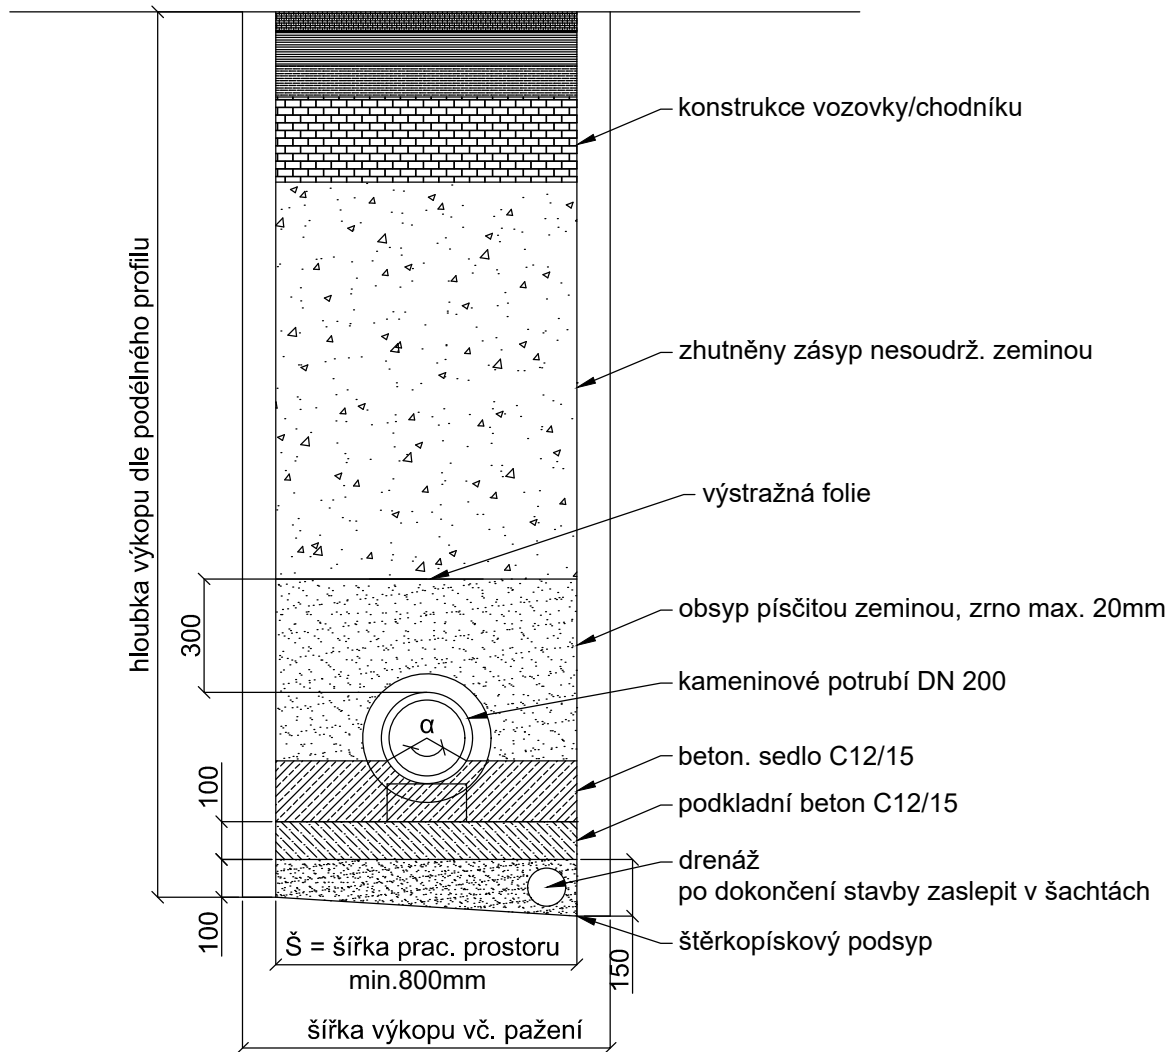 konstrukce vozovky/chodníku
hloubka výkopu dle podélného profilu
zhutněny zásyp nesoudrž. zeminou
výstražná folie
300
obsyp písčitou zeminou, zrno max. 20mm
kameninové potrubí DN 200
α
beton. sedlo C12/15
100
podkladní beton C12/15
drenáž
po dokončení stavby zaslepit v šachtách
100
štěrkopískový podsyp
150
Š = šířka prac. prostoru
min.800mm
šířka výkopu vč. pažení